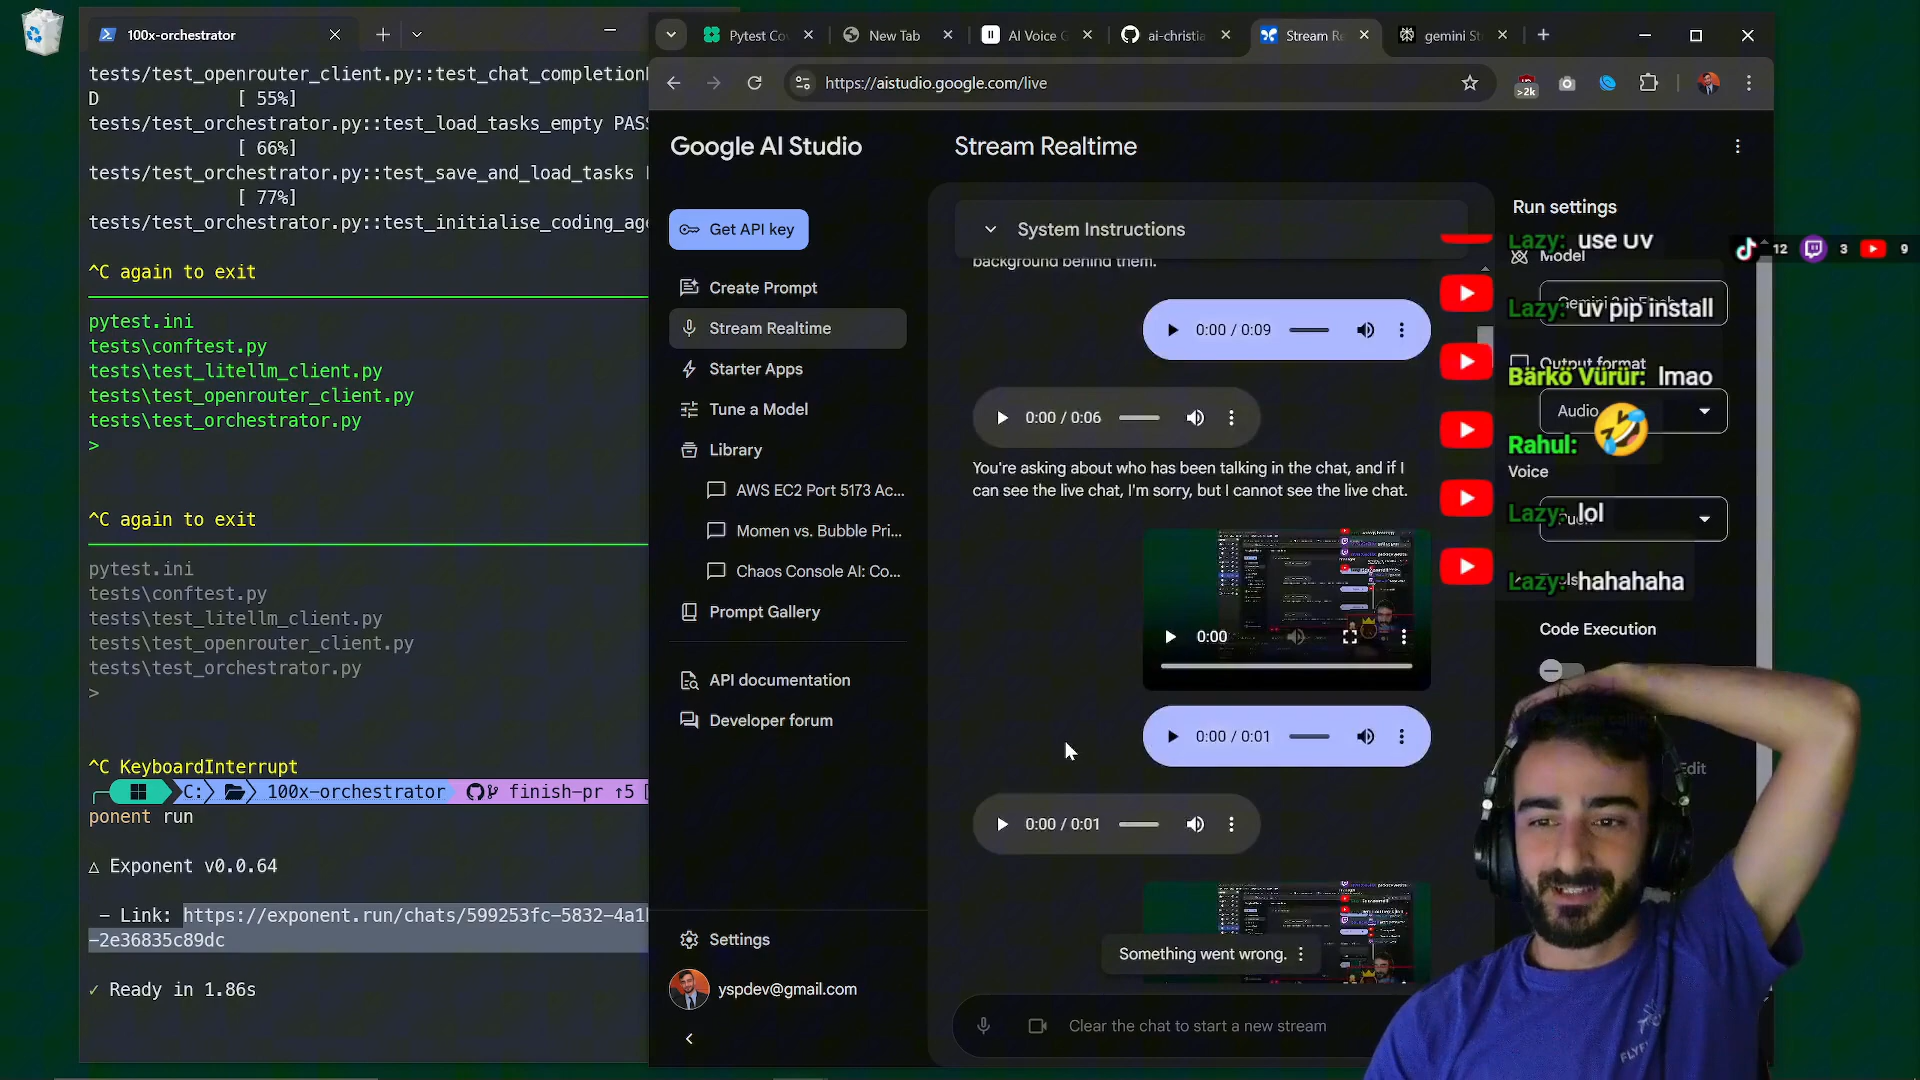 100x-orchestrator
tests/test_openrouter_client.py::test_chat_completion
D [ 55%]
tests/test_orchestrator.py::test_load_tasks_empty PAS
[ 66%]
tests/test_orchestrator.py::test_save_and_load_tasks
[ 77%]
tests/test_orchestrator.py::test_initialise_coding_age
^C again to exit
pytest.ini
tests\conftest.py
tests\test_litellm_client.py
tests\test_openrouter_client.py
tests\test_orchestrator.py
>
^C again to exit
pytest.ini
tests\conftest.py
tests\test_litellm_client.py
tests\test_openrouter_client.py
tests\test_orchestrator.py
>
^C KeyboardInterrupt
C: 100x-orchestrator finish-pr ↑5
ponent run
△ Exponent v0.0.64
- Link: https://exponent.run/chats/599253fc-5832-4a1
-2e36835c89dc
✓ Ready in 1.86s
Pytest Co
New Tab
AI Voice G
ai-christia
Stream Re
gemini St
https://aistudio.google.com/live
>2k
Google AI Studio
Get API key
Create Prompt
Stream Realtime
Starter Apps
Tune a Model
Library
AWS EC2 Port 5173 Ac...
Momen vs. Bubble Pri...
Chaos Console AI: Co...
Prompt Gallery
API documentation
Developer forum
Settings
yspdev@gmail.com
Stream Realtime
System Instructions
background behind them.
0:00 / 0:09
0:00 / 0:06
You're asking about who has been talking in the chat, and if I
can see the live chat, I'm sorry, but I cannot see the live chat.
0:00
0:00 / 0:01
0:00 / 0:01
Something went wrong.
Clear the chat to start a new stream
Run settings
Lazy: use UV
Model
Lazy: uv pip install
Output format
Bärkö Vürür: lmao
Audio
Rahul:
Voice
Lazy: lol
Lazy: hahahaha
Code Execution
Edit
12
3
9